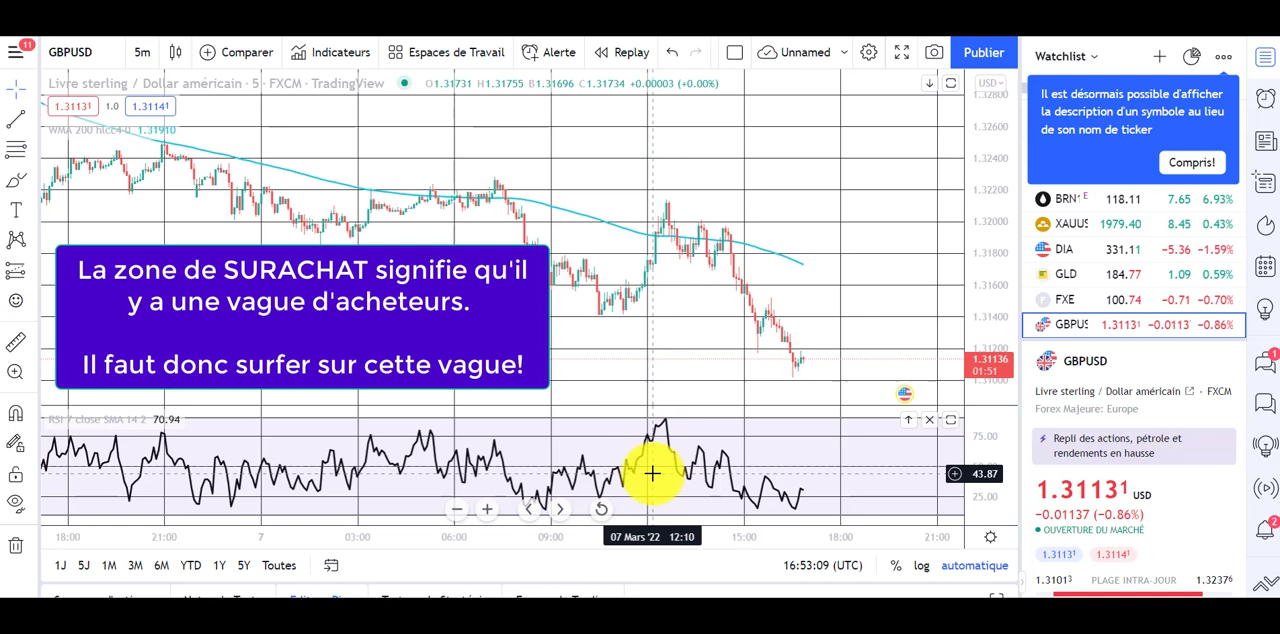 11
GBPUSD
5m
Comparer
Indicateurs
Espaces de Travail
Alerte
Replay
Unnamed
Publier
Livre sterling / Dollar américain · 5 · FXCM · TradingView
O1.31731 H1.31755 B1.31696 C1.31734 +0.00003 (+0.00%)
1.31131 1.0 1.31141
WMA 200 hlcc4 0 1.31910
USD
1.32800
1.32600
1.32400
1.32200
1.32000
1.31800
1.31600
1.31400
1.31200
1.31000
1.31136
01:51
La zone de SURACHAT signifie qu'il
y a une vague d'acheteurs.
Il faut donc surfer sur cette vague!
RSI 7 close SMA 14 2 70.94
75.00
43.87
25.00
18:00
21:00
7
03:00
06:00
09:00
07 Mars '22 12:10
15:00
18:00
21:00
1J
5J
1M
3M
6M
YTD
1Y
5Y
Toutes
16:53:09 (UTC)
%
log
automatique
Watchlist
Il est désormais possible d'afficher
la description d'un symbole au lieu
de son nom de ticker
Compris!
BRN1 E 118.11 7.65 6.93%
XAUUS 1979.40 8.45 0.43%
DIA 331.11 -5.36 -1.59%
GLD 184.77 1.09 0.59%
FXE 100.74 -0.71 -0.70%
GBPUS 1.31131 -0.0113 -0.86%
GBPUSD
Livre sterling / Dollar américain · FXCM
Forex Majeure: Europe
Repli des actions, pétrole et
rendements en hausse
1.31131 USD
−0.01137 (−0.86%)
OUVERTURE DU MARCHÉ
1.31131 1.31141
1.31013 PLAGE INTRA-JOUR 1.32376
1
2